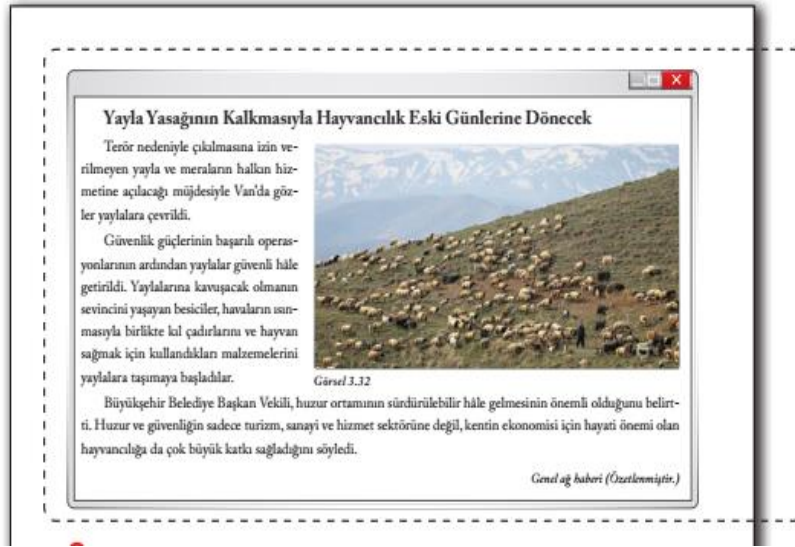 Yayla Yasağının Kalkmasıyla Hayvancılık Eski Günlerine Dönecek
Terör nedeniyle çıkılmasına izin ve-
rilmeyen yayla ve meraların halkın hiz-
metine açılacağı müjdesiyle Van'da göz-
ler yaylalara çevrildi.
Güvenlik güçlerinin başarılı operas-
yonlarının ardından yaylalar güvenli hâle
getirildi. Yaylalarına kavuşacak olmanın
sevincini yaşayan besiciler, havaların ısın-
masıyla birlikte kıl çadırlarını ve hayvan
sağmak için kullandıkları malzemelerini
yaylalara taşımaya başladılar.
Görsel 3.32
Büyükşehir Belediye Başkan Vekili, huzur ortamının sürdürülebilir hâle gelmesinin önemli olduğunu belirt-
ti. Huzur ve güvenliğin sadece turizm, sanayi ve hizmet sektörüne değil, kentin ekonomisi için hayati önemi olan
hayvancılığa da çok büyük katkı sağladığını söyledi.
Genel ağ haberi (Özetlenmiştir.)